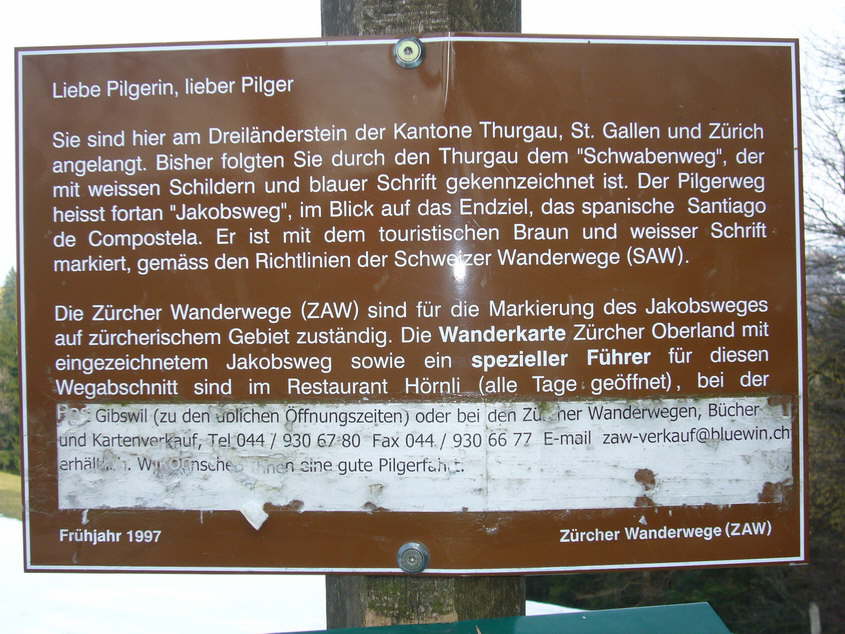 Liebe Pilgerin, lieber Pilger
Sie sind hier am Dreiländerstein der Kantone Thurgau, St. Gallen und Zürich
angelangt. Bisher folgten Sie durch den Thurgau dem "Schwabenweg", der
mit weissen Schildern und blauer Schrift gekennzeichnet ist. Der Pilgerweg
heisst fortan "Jakobsweg", im Blick auf das Endziel, das spanische Santiago
de Compostela. Er ist mit dem touristischen Braun und weisser Schrift
markiert, gemäss den Richtlinien der Schweizer Wanderwege (SAW).
Die Zürcher Wanderwege (ZAW) sind für die Markierung des Jakobsweges
auf zürcherischem Gebiet zuständig. Die Wanderkarte Zürcher Oberland mit
eingezeichnetem Jakobsweg sowie ein spezieller Führer für diesen
Wegabschnitt sind im Restaurant Hörnli (alle Tage geöffnet), bei der
Gibswil (zu den üblichen Öffnungszeiten) oder bei den Zürcher Wanderwegen, Bücher
und Kartenverkauf, Tel 044 / 930 67 80 Fax 044 / 930 66 77 E-mail zaw-verkauf@bluewin.ch
erhältlich. Wir wünschen Ihnen eine gute Pilgerfahrt.
Frühjahr 1997
Zürcher Wanderwege (ZAW)